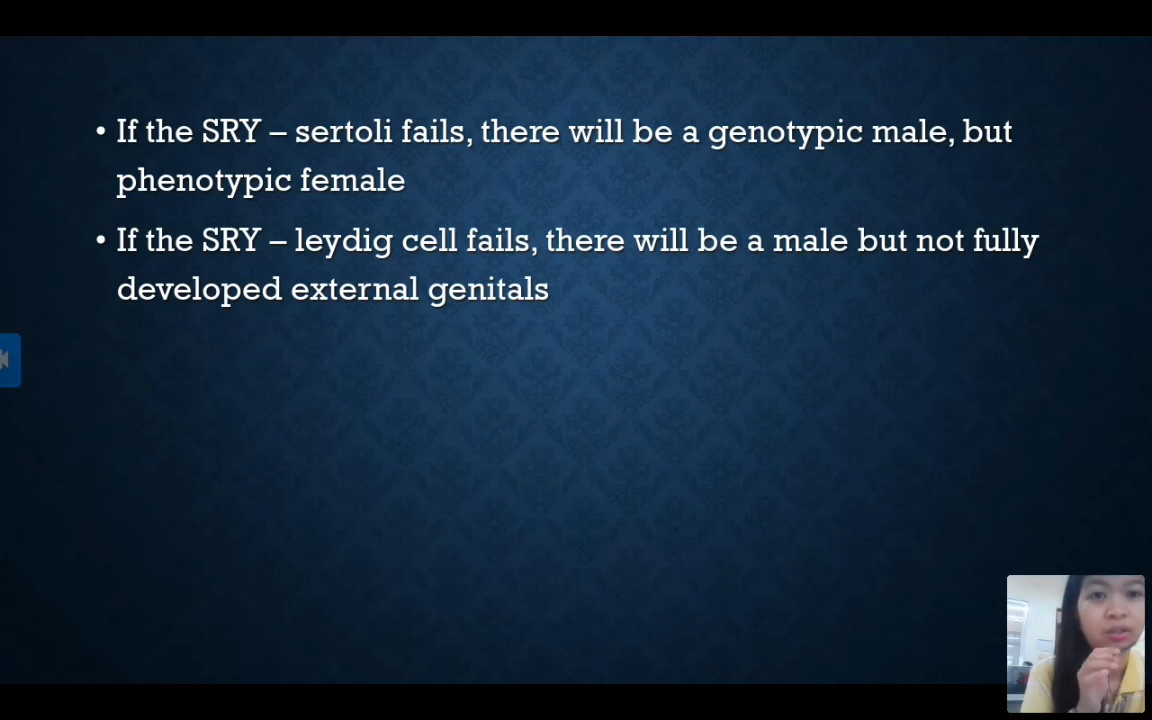 • If the SRY – sertoli fails, there will be a genotypic male, but
phenotypic female
• If the SRY – leydig cell fails, there will be a male but not fully
developed external genitals